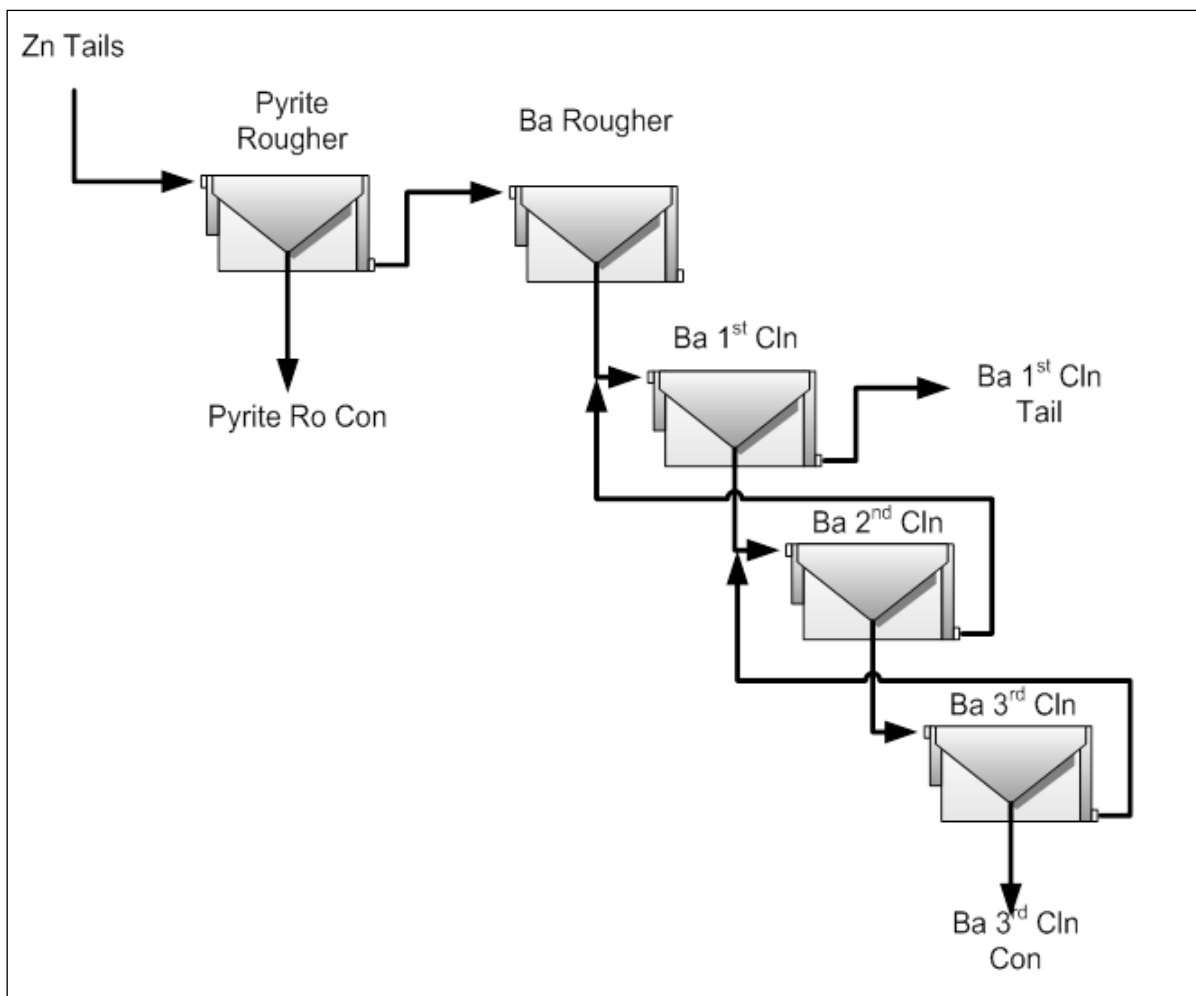 Zn Tails
Pyrite
Rougher
Ba Rougher
Pyrite Ro Con
Ba 1st Cln
Ba 1st Cln
Tail
Ba 2nd Cln
Ba 3rd Cln
Ba 3rd Cln
Con